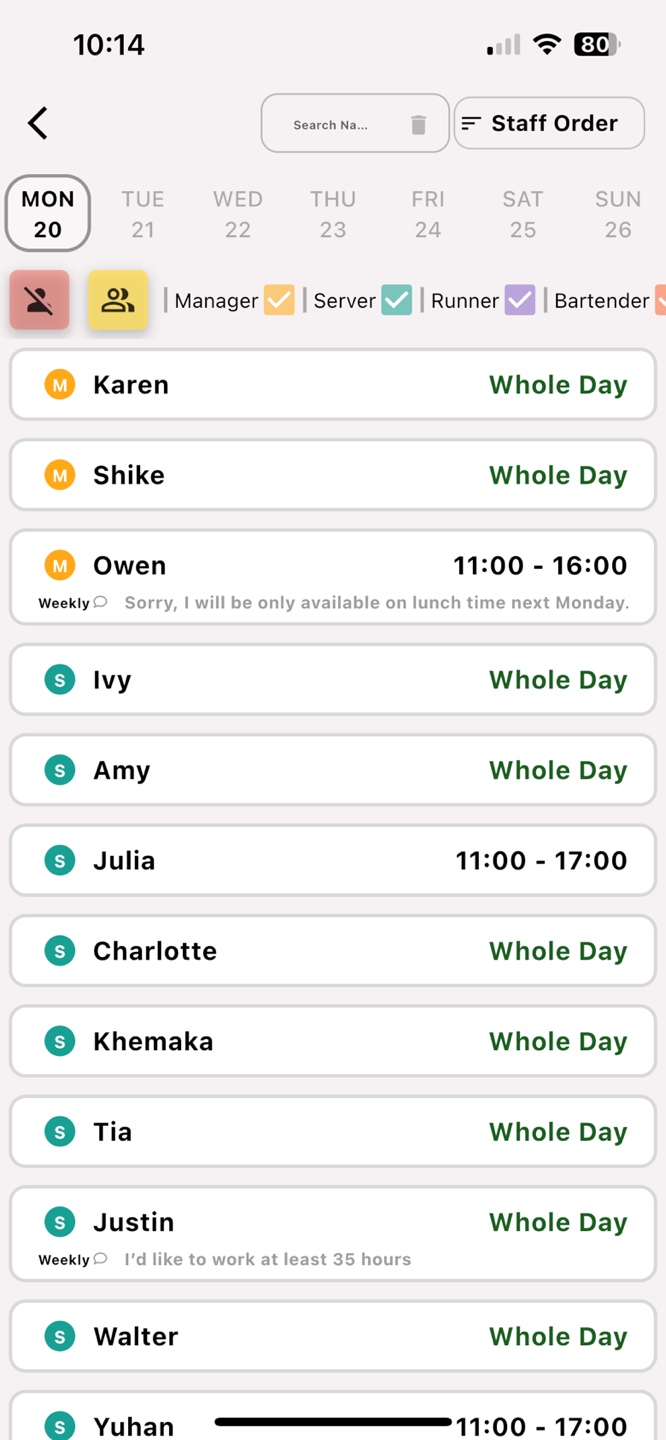 10:14
80
Search Na...
Staff Order
MON TUE WED THU FRI SAT SUN
20 21 22 23 24 25 26
| Manager | Server | Runner | Bartender
M Karen Whole Day
M Shike Whole Day
M Owen 11:00 - 16:00
Weekly Sorry, I will be only available on lunch time next Monday.
S Ivy Whole Day
S Amy Whole Day
S Julia 11:00 - 17:00
S Charlotte Whole Day
S Khemaka Whole Day
S Tia Whole Day
S Justin Whole Day
Weekly I'd like to work at least 35 hours
S Walter Whole Day
S Yuhan 11:00 - 17:00